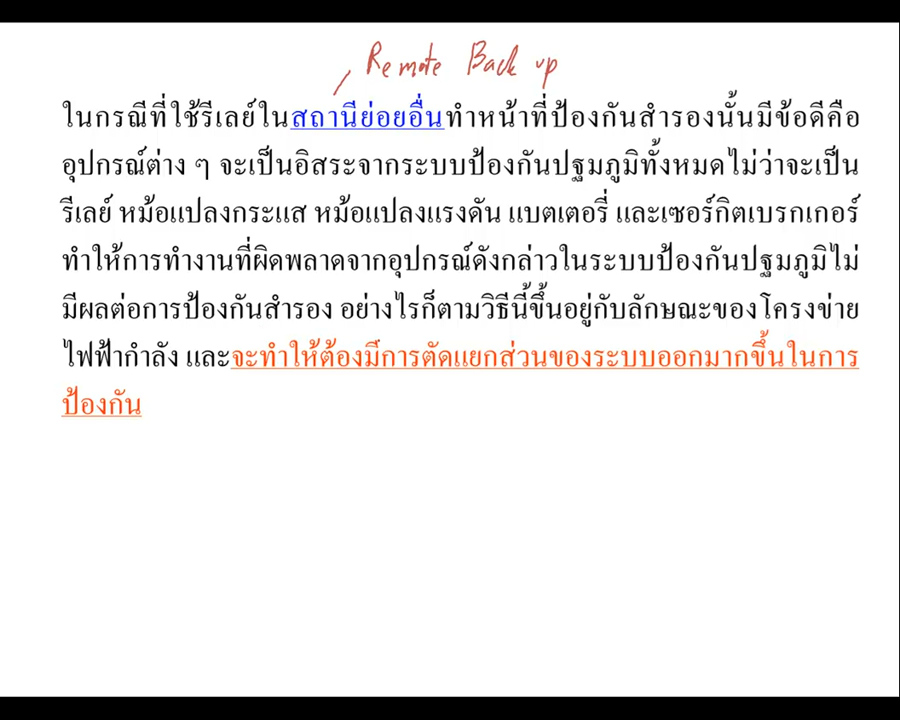 Remote Back up
ในกรณีที่ใช้รีเลย์ในสถานีย่อยอื่นทำหน้าที่ป้องกันสำรองนั้นมีข้อดีคือ
อุปกรณ์ต่าง ๆ จะเป็นอิสระจากระบบป้องกันปฐมภูมิทั้งหมดไม่ว่าจะเป็น
รีเลย์ หม้อแปลงกระแส หม้อแปลงแรงดัน แบตเตอรี่ และเซอร์กิตเบรกเกอร์
ทำให้การทำงานที่ผิดพลาดจากอุปกรณ์ดังกล่าวในระบบป้องกันปฐมภูมิไม่
มีผลต่อการป้องกันสำรอง อย่างไรก็ตามวิธีนี้ขึ้นอยู่กับลักษณะของโครงข่าย
ไฟฟ้ากำลัง และจะทำให้ต้องมีการตัดแยกส่วนของระบบออกมากขึ้นในการ
ป้องกัน